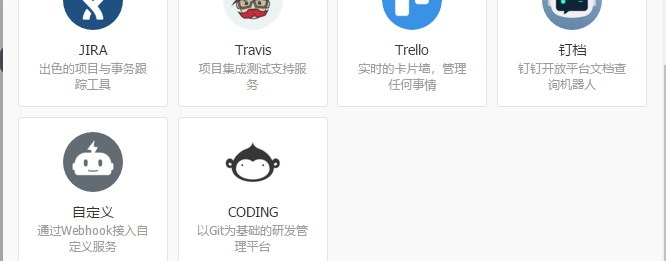 JIRA
出色的项目与事务跟
踪工具
Travis
项目集成测试支持服
务
Trello
实时的卡片墙，管理
任何事情
钉档
钉钉开放平台文档查
询机器人
自定义
通过Webhook接入自
定义服务
CODING
以Git为基础的研发管
理平台